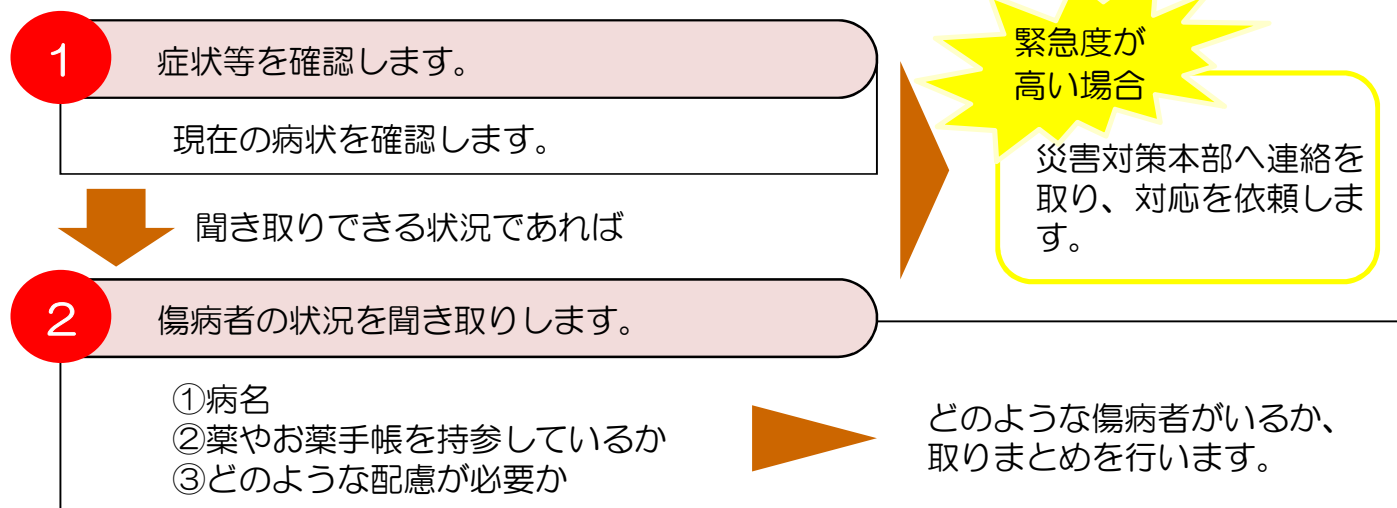 1
症状等を確認します。
現在の病状を確認します。
緊急度が
高い場合
災害対策本部へ連絡を
取り、対応を依頼しま
す。
聞き取りできる状況であれば
2
傷病者の状況を聞き取りします。
①病名
②薬やお薬手帳を持参しているか
③どのような配慮が必要か
どのような傷病者がいるか、
取りまとめを行います。